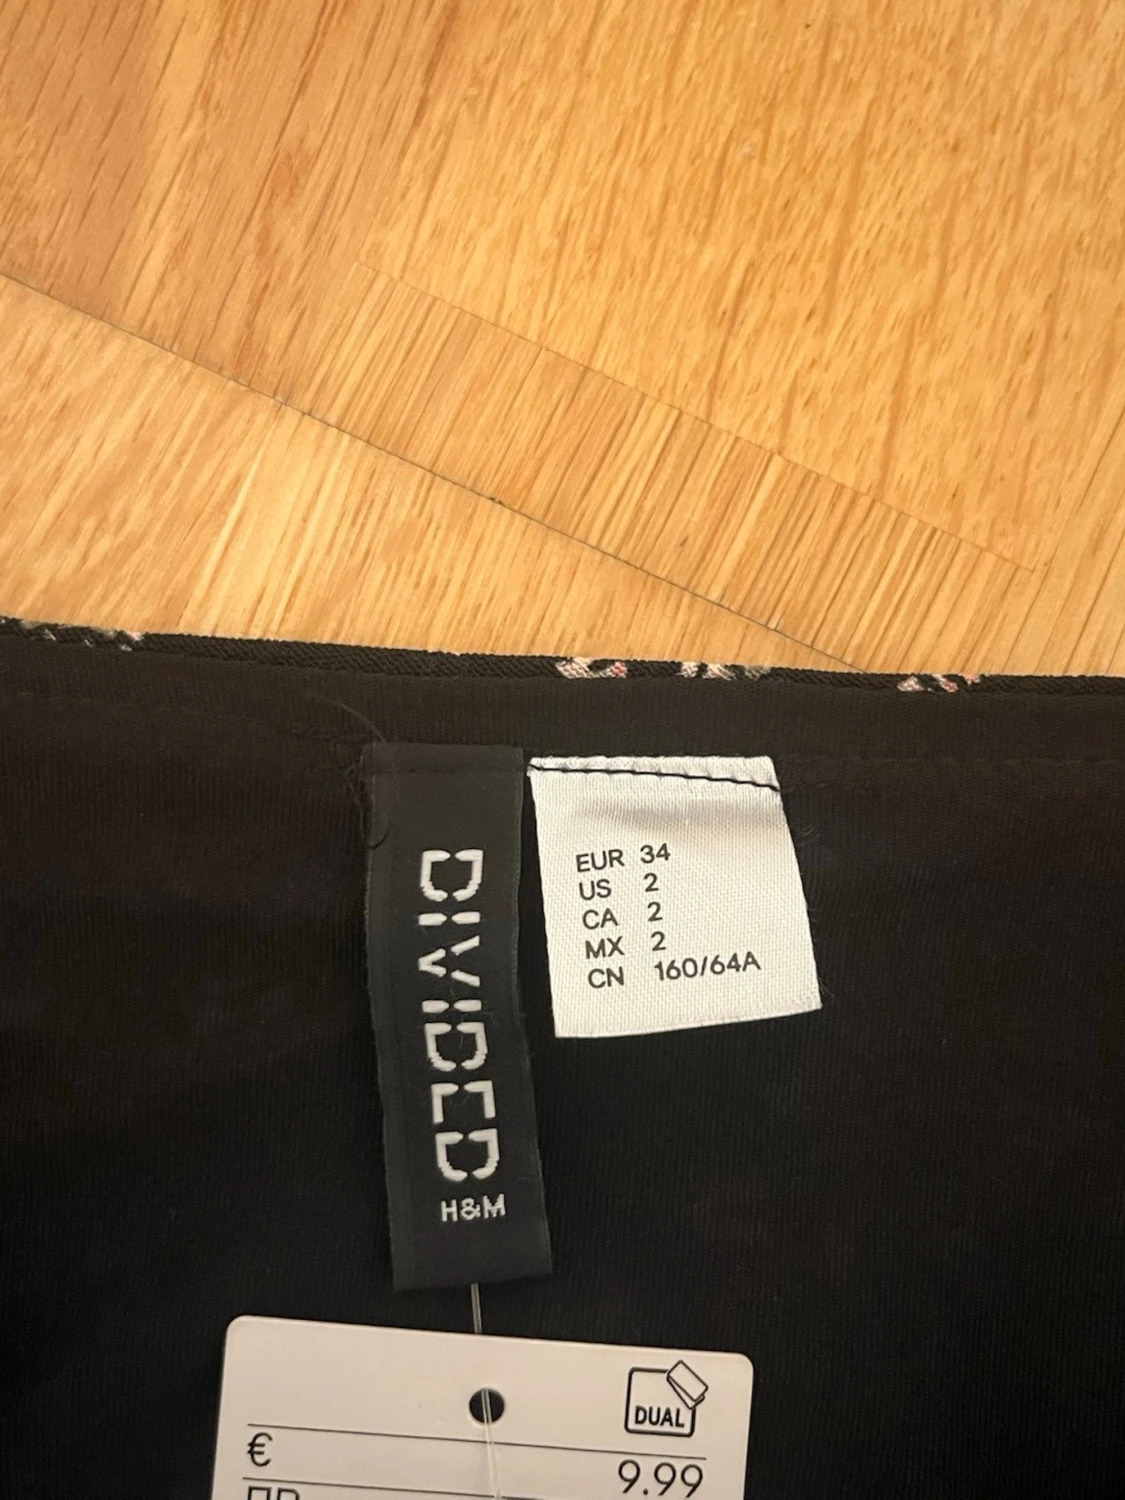 DIVIDED
H&M
EUR 34
US 2
CA 2
MX 2
CN 160/64A
DUAL
€ 9.99